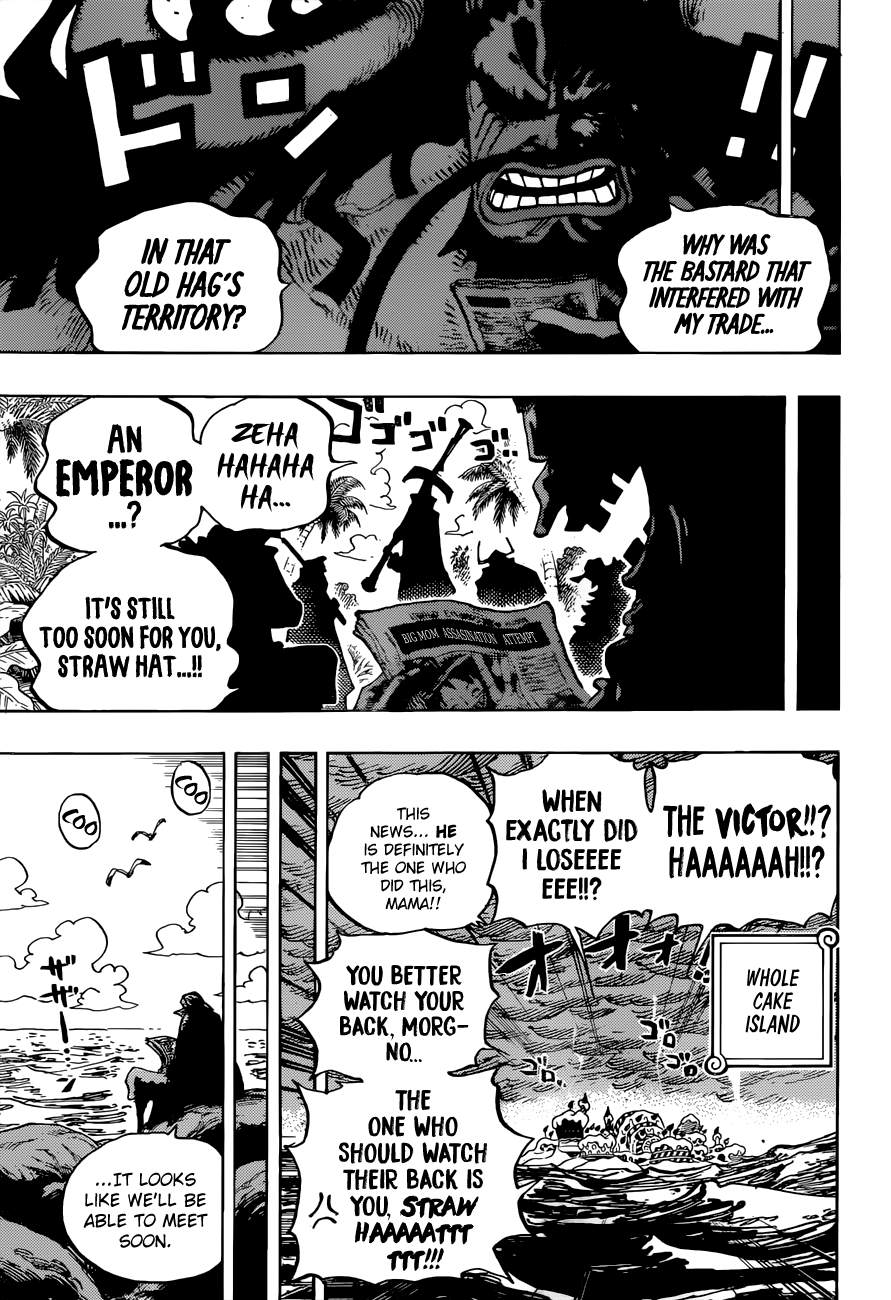 ドン
!!
WHY WAS
THE BASTARD THAT
INTERFERED WITH
MY TRADE...
IN THAT
OLD HAG'S
TERRITORY?
ゴゴゴゴ
ZEHA
HAHAHA
HA...
AN
EMPEROR
...?
IT'S STILL
TOO SOON FOR YOU,
STRAW HAT...!!
BIG MOM ASSASINATION ATTEMPT
THE VICTOR!!?
HAAAAAAH!!?
WHEN
EXACTLY DID
I LOSEEEE
EEE!!?
WHOLE
CAKE
ISLAND
オオオ
!!
ゴロ
ゴロ
THIS
NEWS... HE
IS DEFINITELY
THE ONE WHO
DID THIS,
MAMA!!
YOU BETTER
WATCH YOUR
BACK, MORG-
NO...
THE
ONE WHO
SHOULD WATCH
THEIR BACK IS
YOU, STRAW
HAAAAATTT
TTT!!!
COO
COO
ザザー
...IT LOOKS
LIKE WE'LL BE
ABLE TO MEET
SOON.